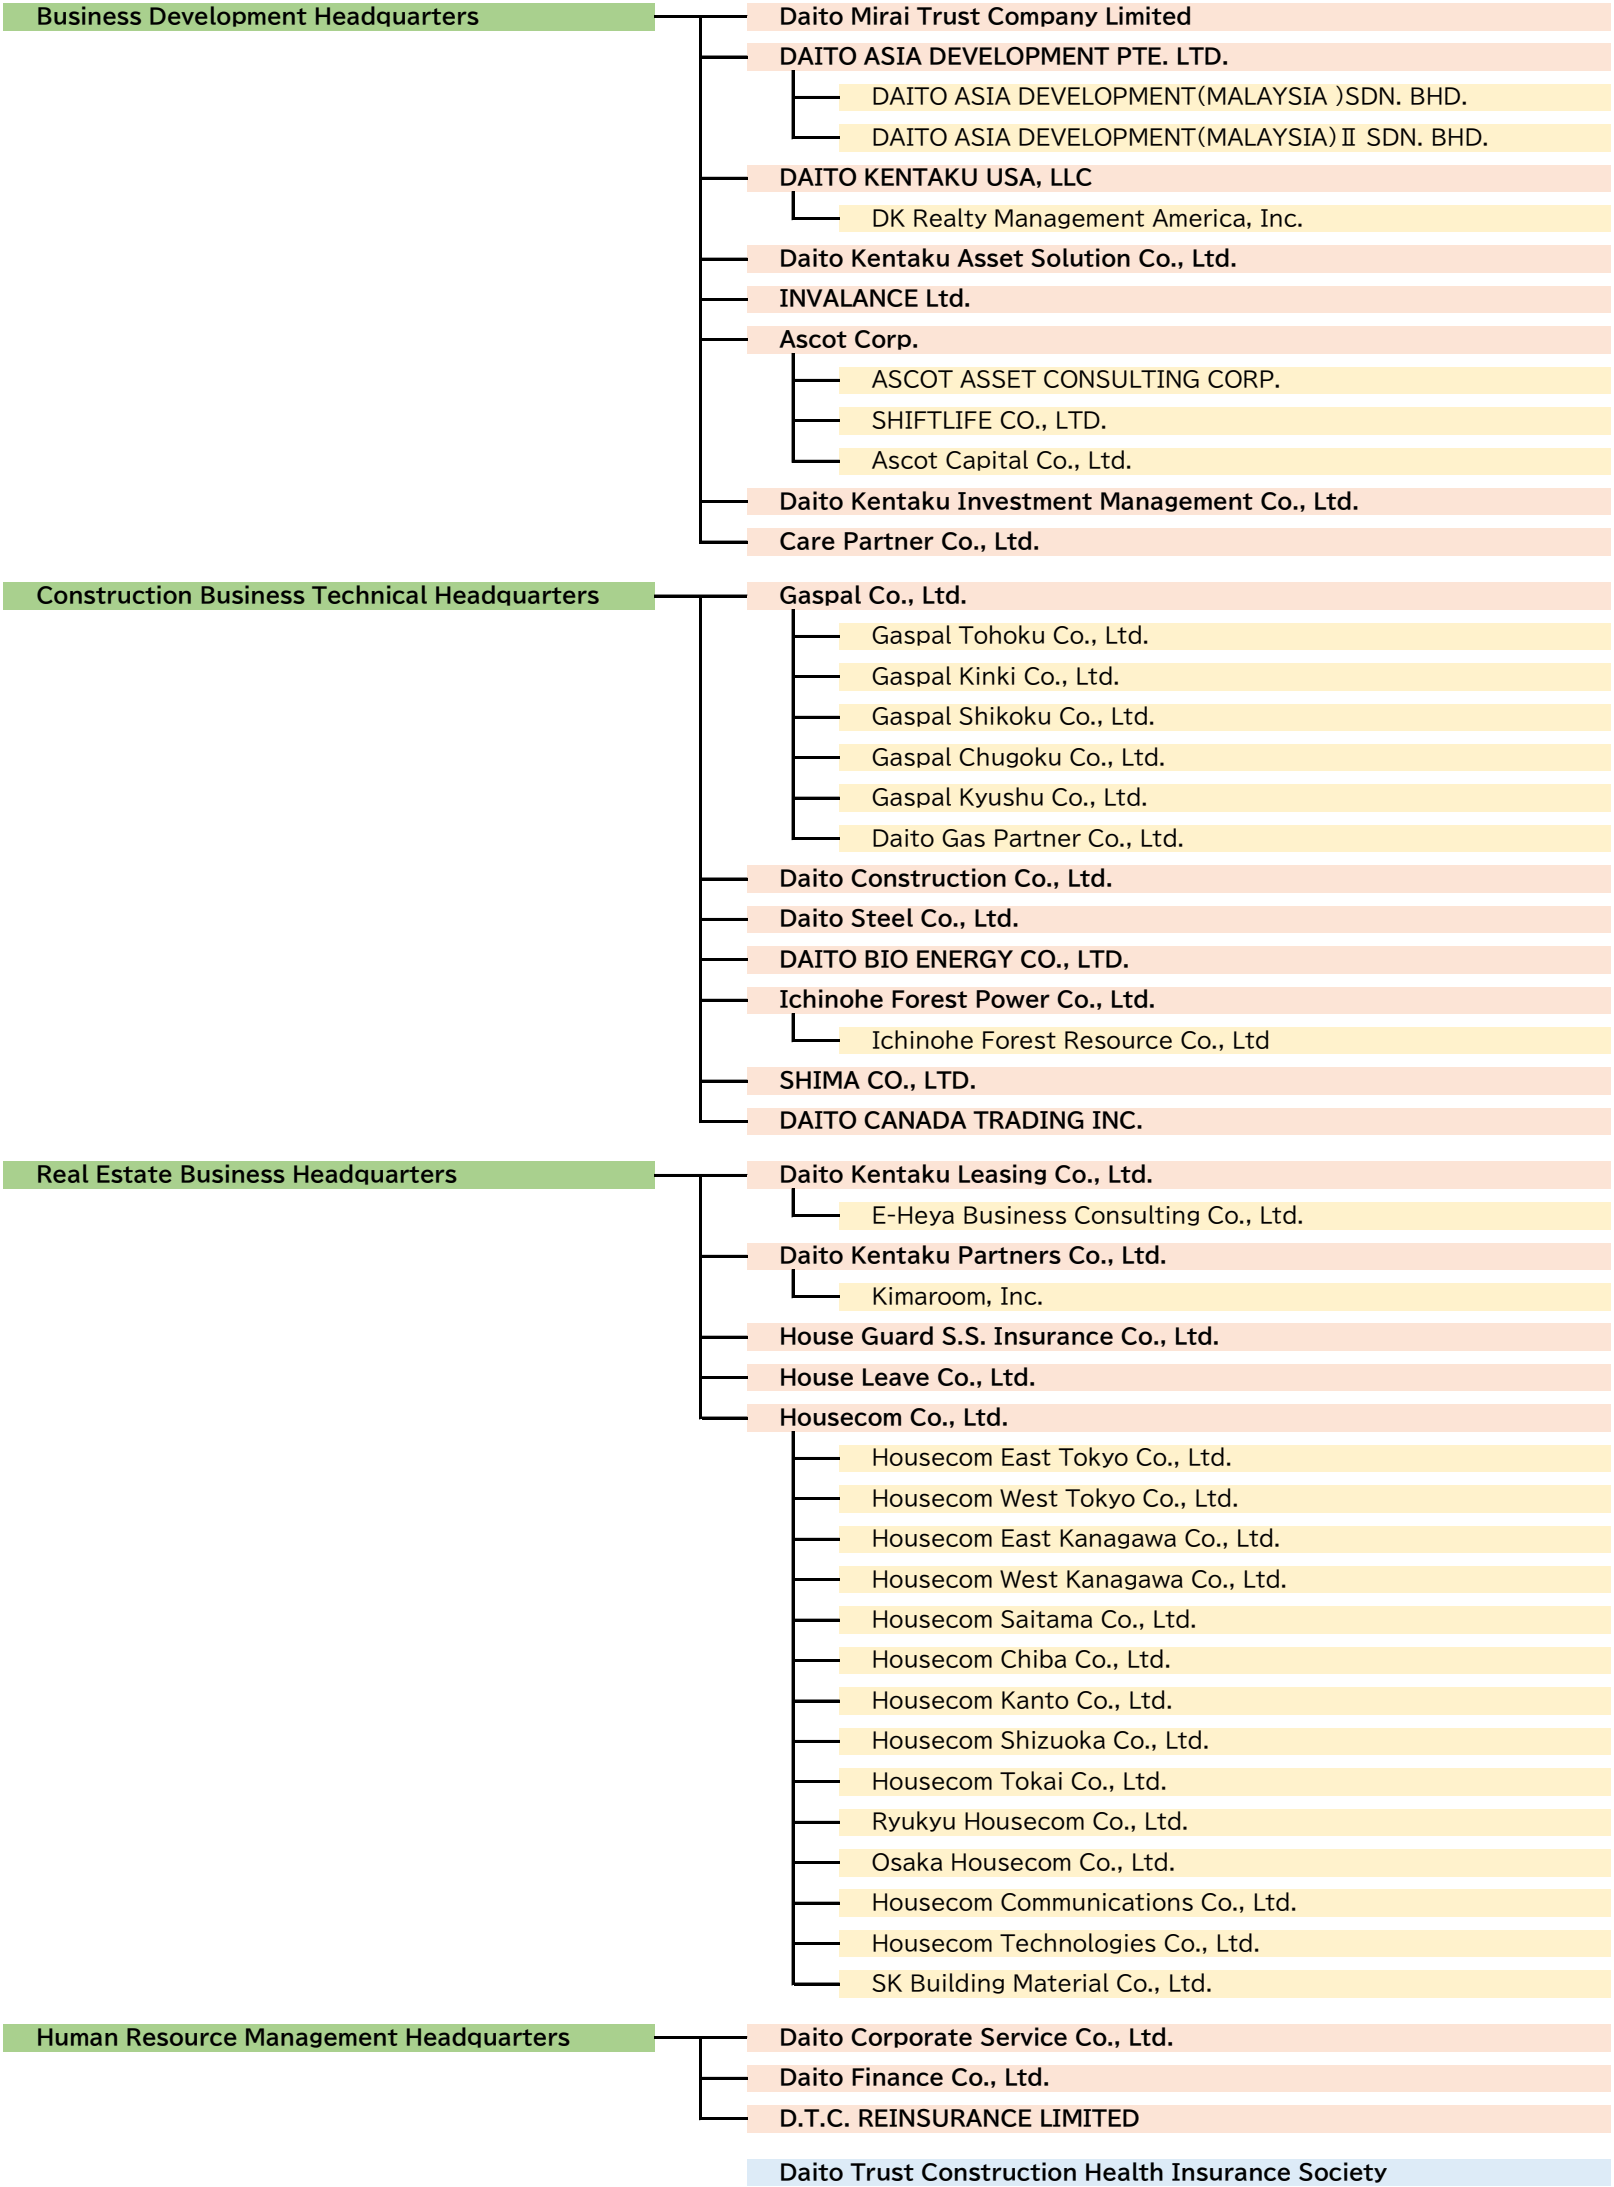 Business Development Headquarters
Daito Mirai Trust Company Limited
DAITO ASIA DEVELOPMENT PTE. LTD.
DAITO ASIA DEVELOPMENT(MALAYSIA )SDN. BHD.
DAITO ASIA DEVELOPMENT(MALAYSIA)Ⅱ SDN. BHD.
DAITO KENTAKU USA, LLC
DK Realty Management America, Inc.
Daito Kentaku Asset Solution Co., Ltd.
INVALANCE Ltd.
Ascot Corp.
ASCOT ASSET CONSULTING CORP.
SHIFTLIFE CO., LTD.
Ascot Capital Co., Ltd.
Daito Kentaku Investment Management Co., Ltd.
Care Partner Co., Ltd.
Construction Business Technical Headquarters
Gaspal Co., Ltd.
Gaspal Tohoku Co., Ltd.
Gaspal Kinki Co., Ltd.
Gaspal Shikoku Co., Ltd.
Gaspal Chugoku Co., Ltd.
Gaspal Kyushu Co., Ltd.
Daito Gas Partner Co., Ltd.
Daito Construction Co., Ltd.
Daito Steel Co., Ltd.
DAITO BIO ENERGY CO., LTD.
Ichinohe Forest Power Co., Ltd.
Ichinohe Forest Resource Co., Ltd
SHIMA CO., LTD.
DAITO CANADA TRADING INC.
Real Estate Business Headquarters
Daito Kentaku Leasing Co., Ltd.
E-Heya Business Consulting Co., Ltd.
Daito Kentaku Partners Co., Ltd.
Kimaroom, Inc.
House Guard S.S. Insurance Co., Ltd.
House Leave Co., Ltd.
Housecom Co., Ltd.
Housecom East Tokyo Co., Ltd.
Housecom West Tokyo Co., Ltd.
Housecom East Kanagawa Co., Ltd.
Housecom West Kanagawa Co., Ltd.
Housecom Saitama Co., Ltd.
Housecom Chiba Co., Ltd.
Housecom Kanto Co., Ltd.
Housecom Shizuoka Co., Ltd.
Housecom Tokai Co., Ltd.
Ryukyu Housecom Co., Ltd.
Osaka Housecom Co., Ltd.
Housecom Communications Co., Ltd.
Housecom Technologies Co., Ltd.
SK Building Material Co., Ltd.
Human Resource Management Headquarters
Daito Corporate Service Co., Ltd.
Daito Finance Co., Ltd.
D.T.C. REINSURANCE LIMITED
Daito Trust Construction Health Insurance Society